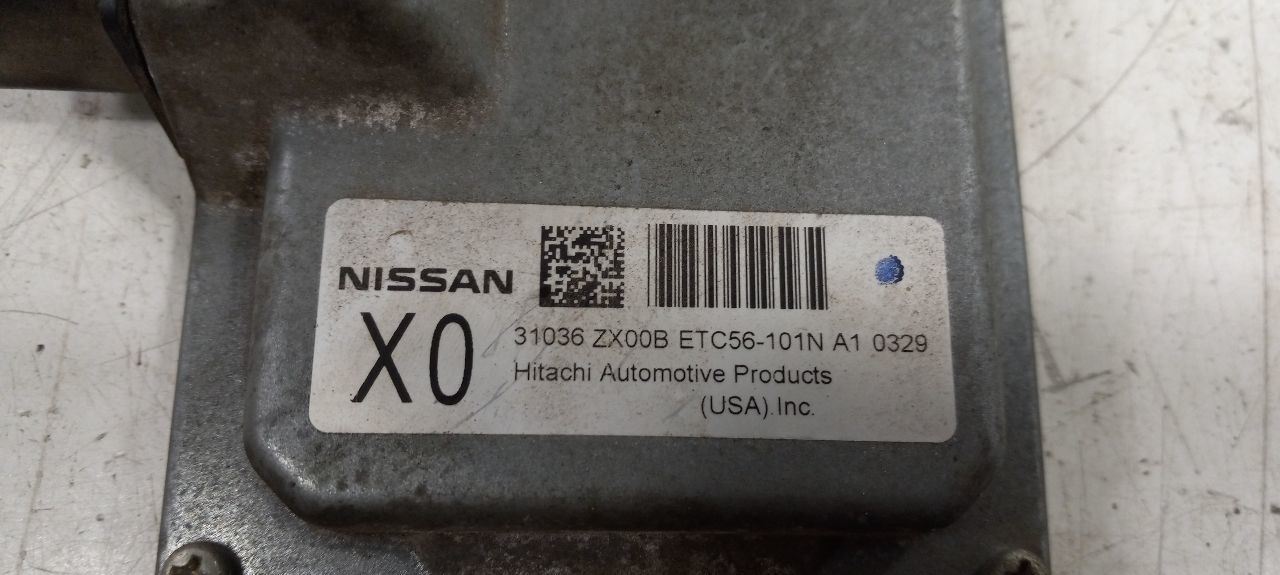 NISSAN
X0
31036 ZX00B ETC56-101N A1 0329
Hitachi Automotive Products
(USA).Inc.